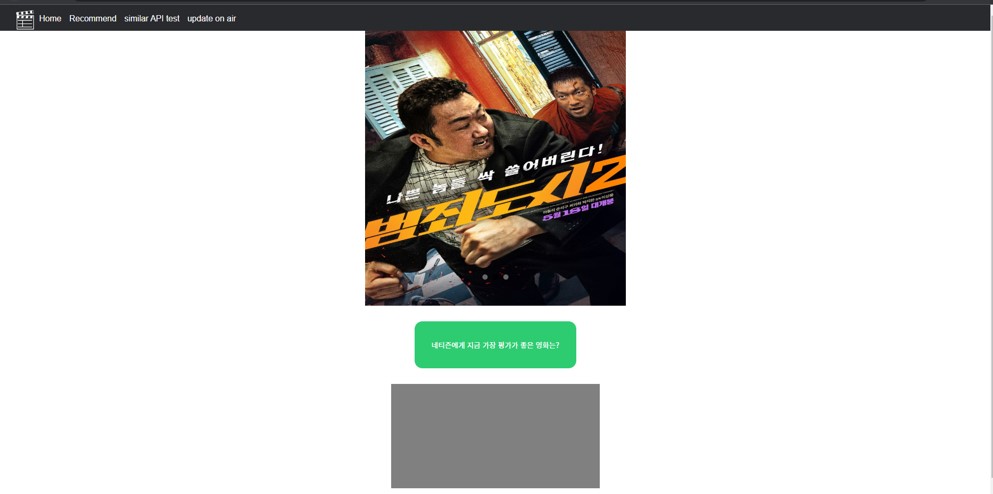 Home Recommend similar API test update on air
나쁜 놈들 싹 쓸어버린다!
범죄도시2
5월 18일 대개봉
네티즌에게 지금 가장 평가가 좋은 영화는?